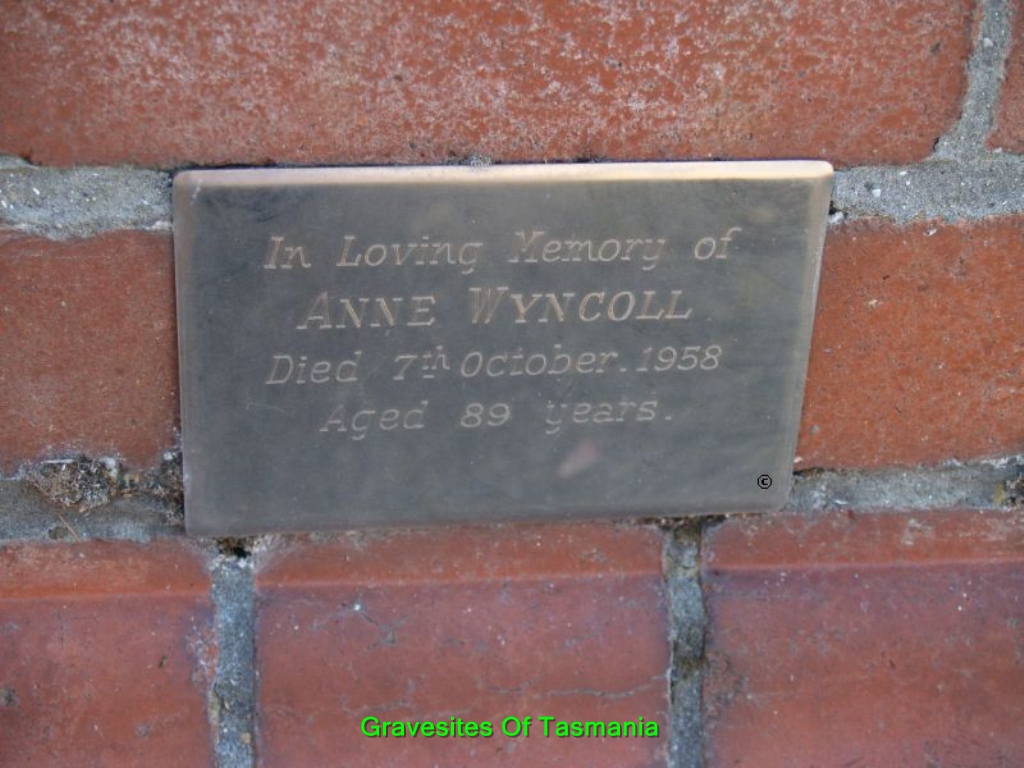 In Loving Memory of
ANNE WYNCOLL
Died 7th October. 1958
Aged 89 years.
©
Gravesites Of Tasmania